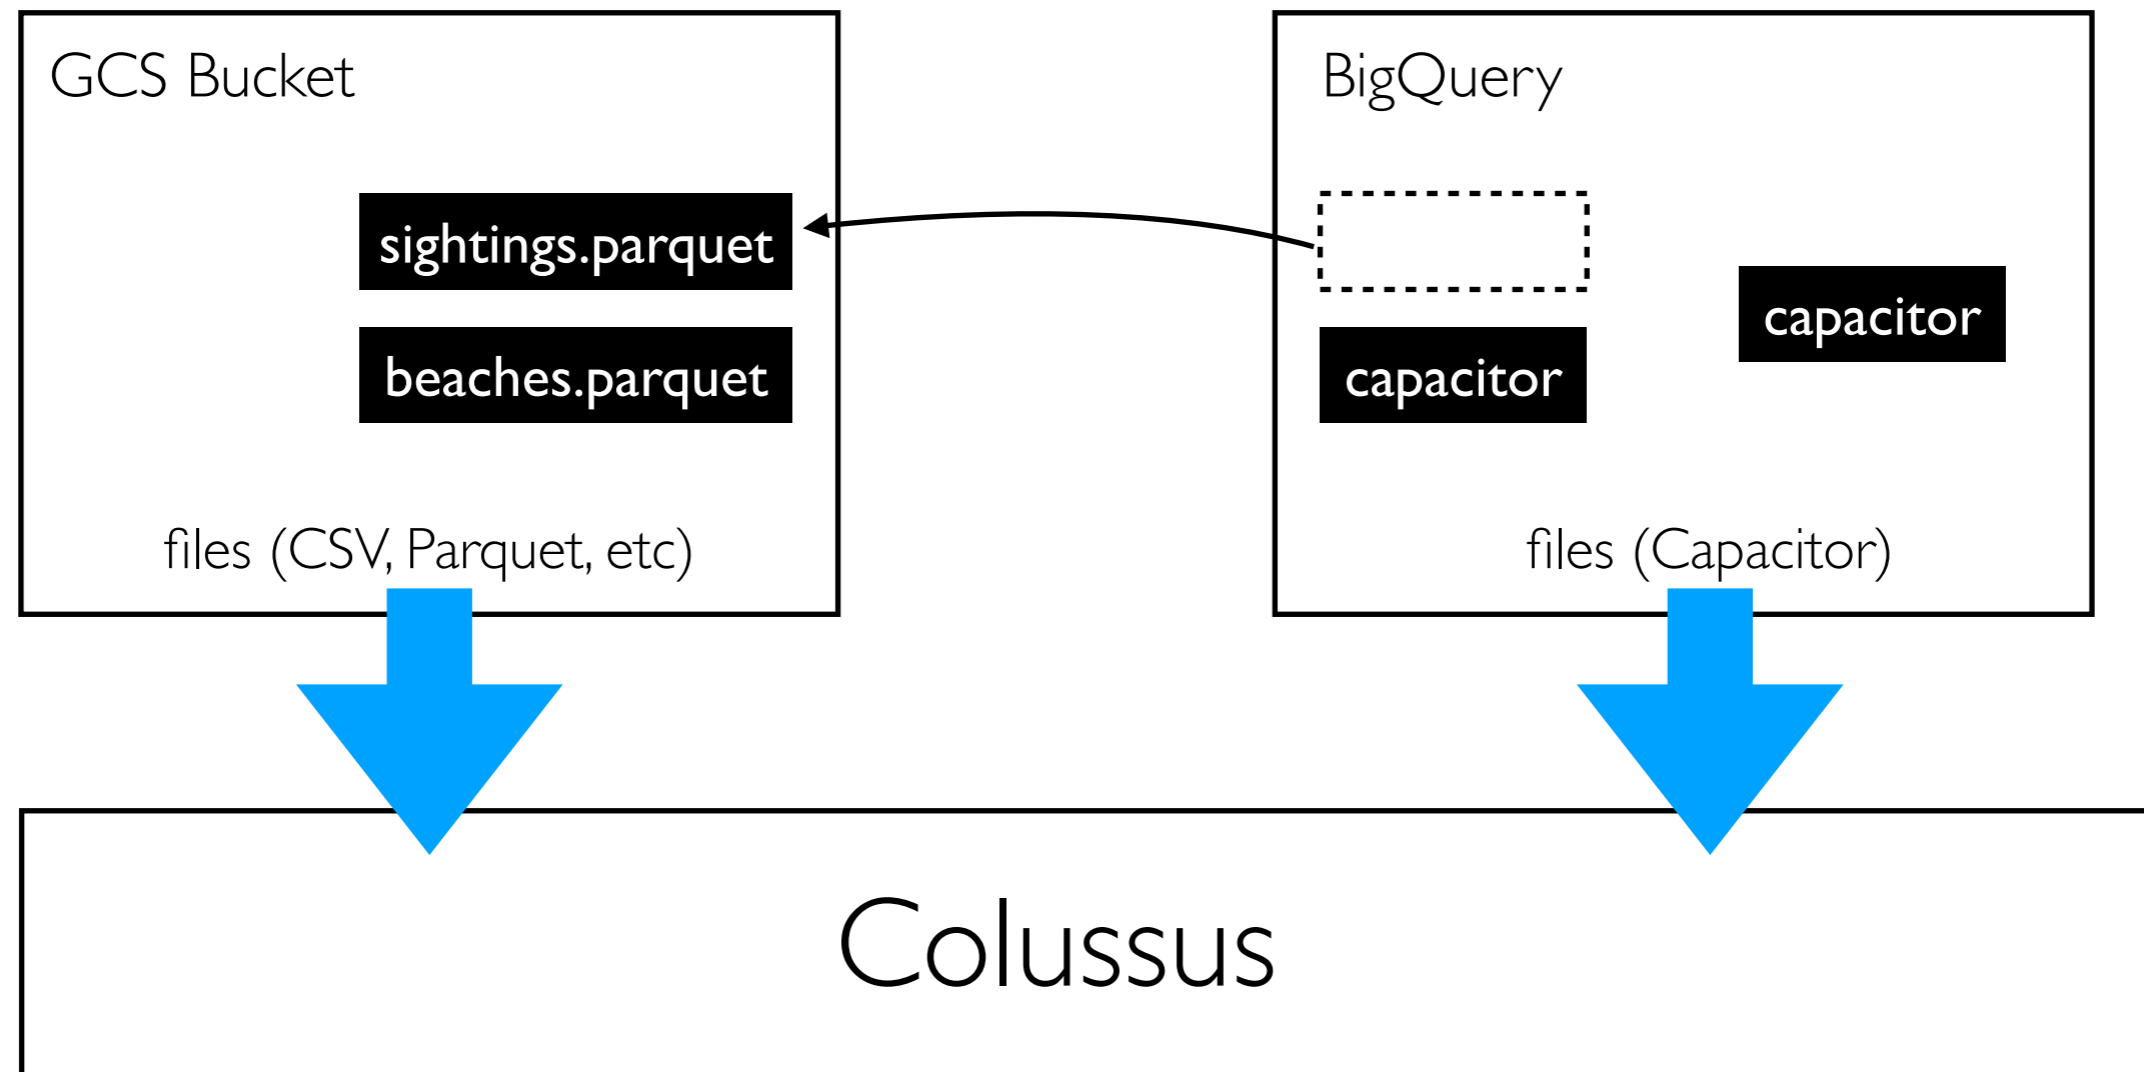 GCS Bucket
sightings.parquet
beaches.parquet
files (CSV, Parquet, etc)
BigQuery
capacitor
capacitor
files (Capacitor)
Colussus